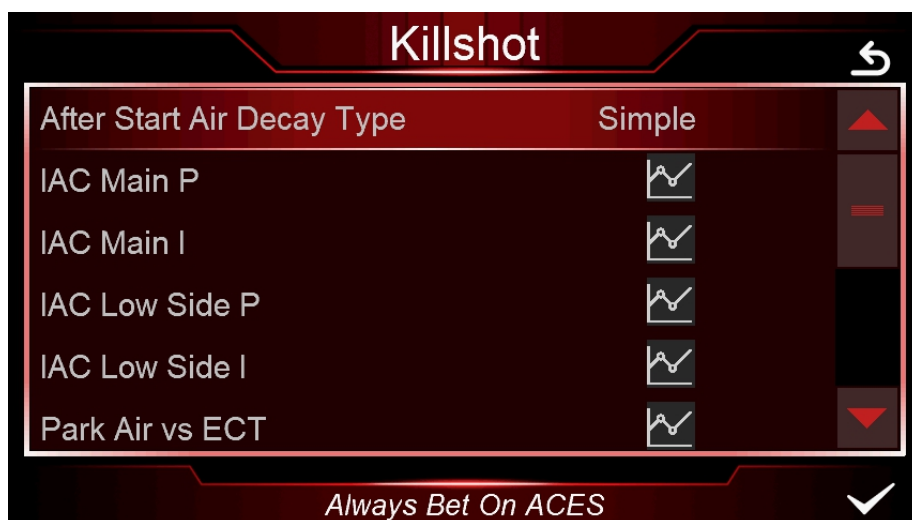 Killshot
After Start Air Decay Type Simple
IAC Main P
IAC Main I
IAC Low Side P
IAC Low Side I
Park Air vs ECT
Always Bet On ACES